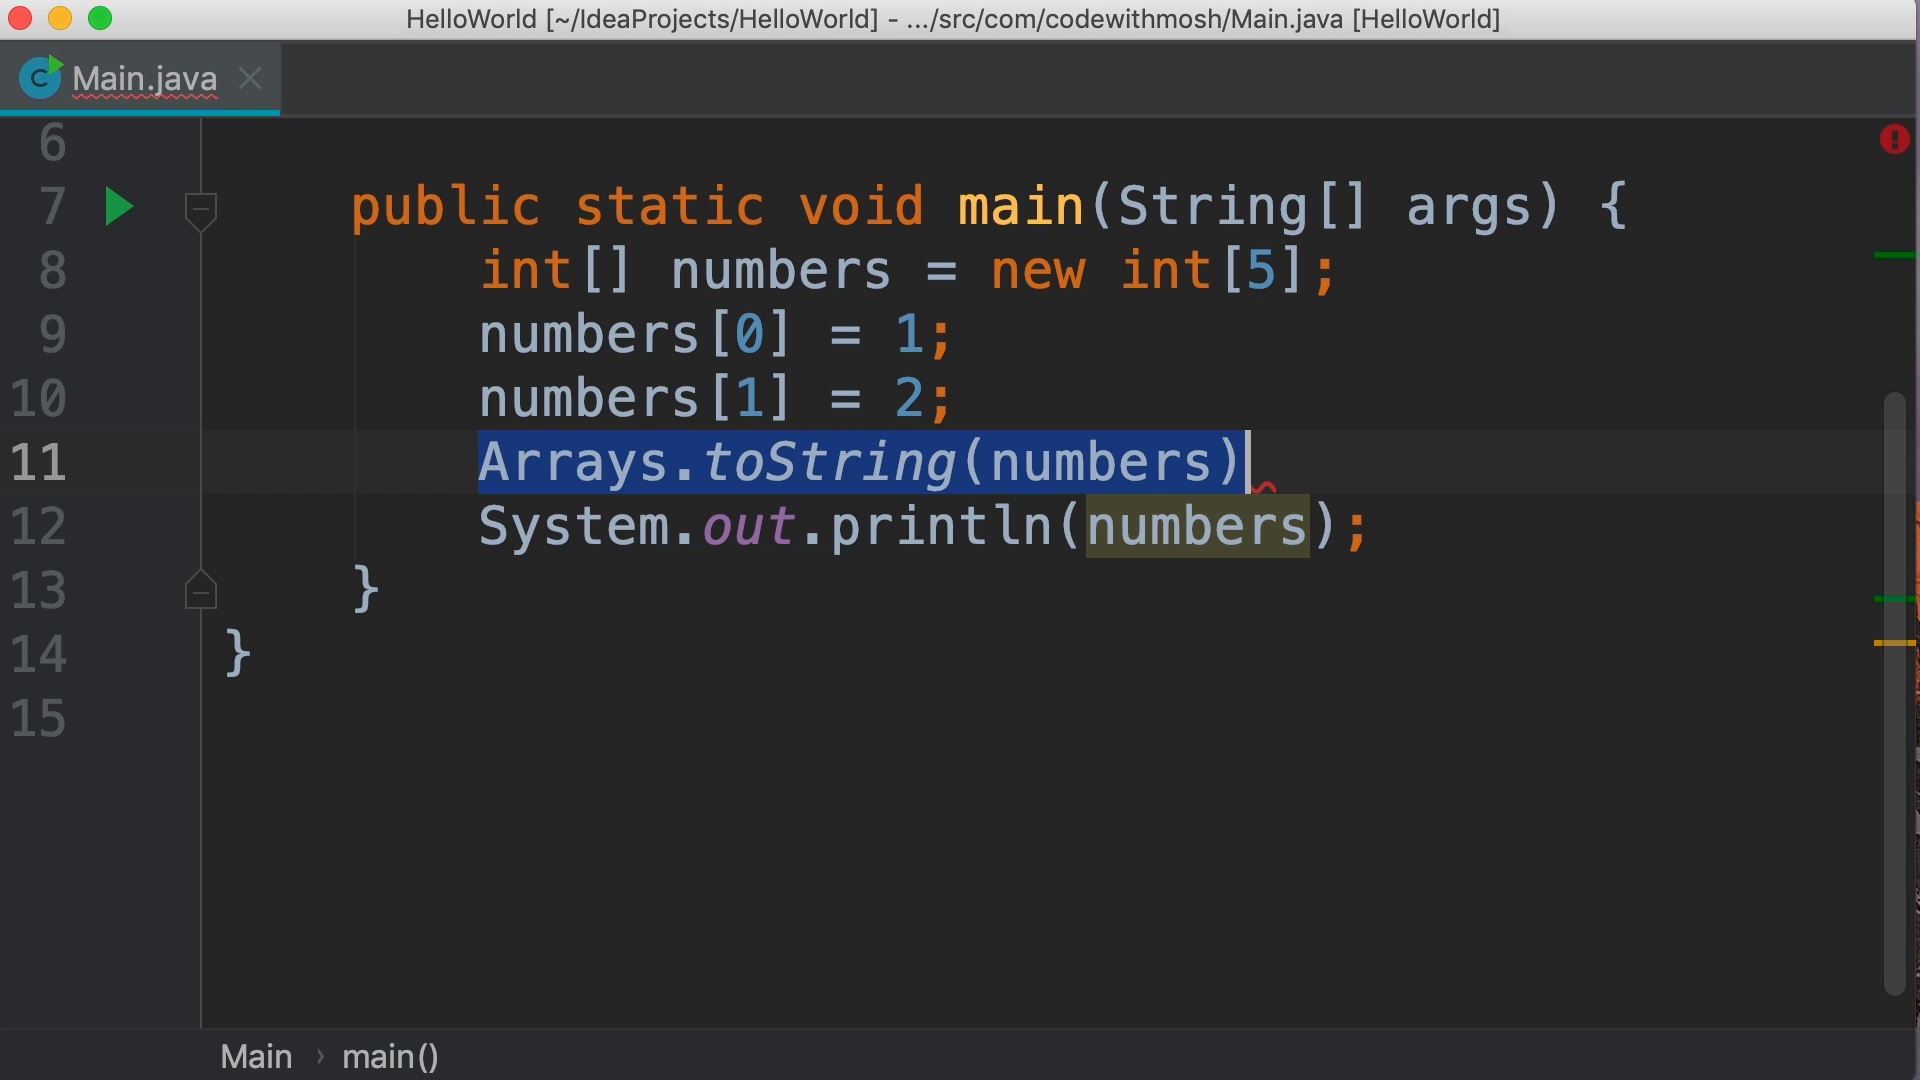 HelloWorld [~/IdeaProjects/HelloWorld] - .../src/com/codewithmosh/Main.java [HelloWorld]
C Main.java
6
7 public static void main(String[] args) {
8 int[] numbers = new int[5];
9 numbers[0] = 1;
10 numbers[1] = 2;
11 Arrays.toString(numbers)
12 System.out.println(numbers);
13 }
14 }
15
Main › main()